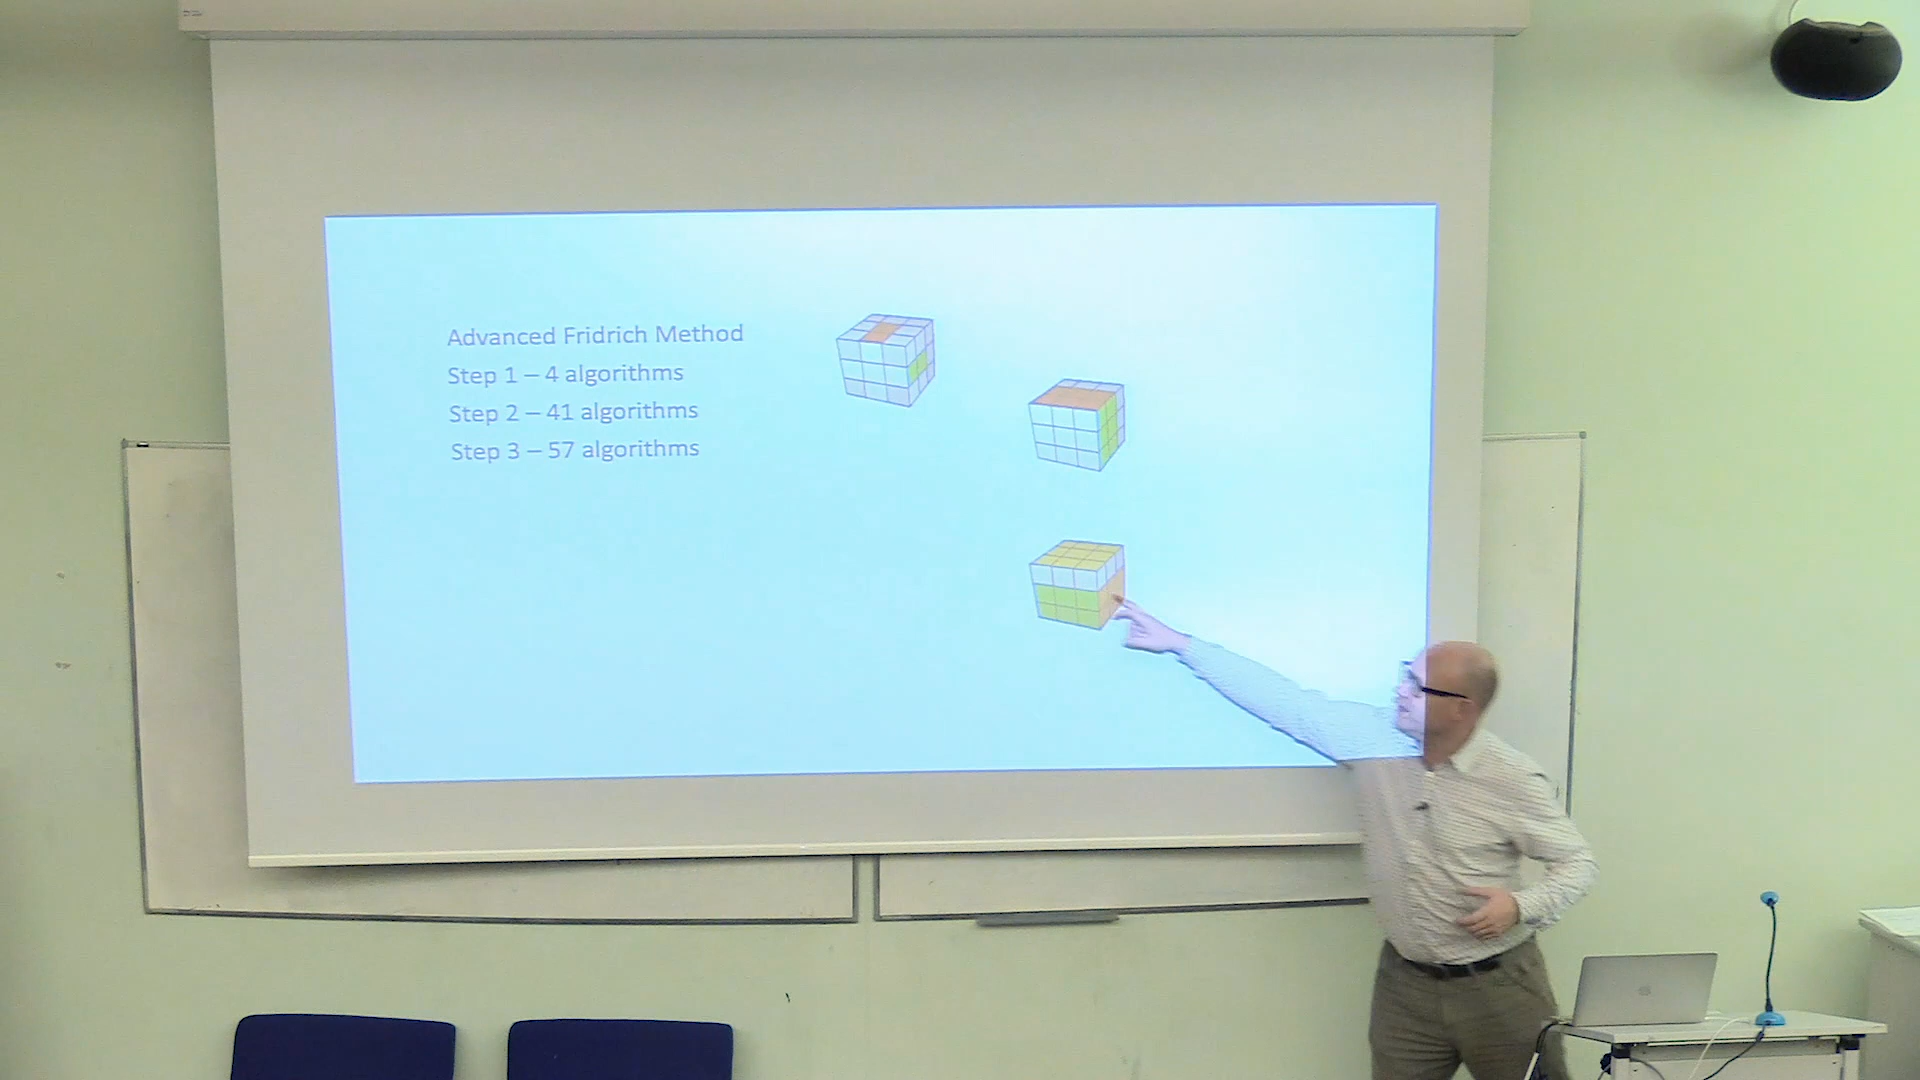 Advanced Fridrich Method
Step 1 – 4 algorithms
Step 2 – 41 algorithms
Step 3 – 57 algorithms